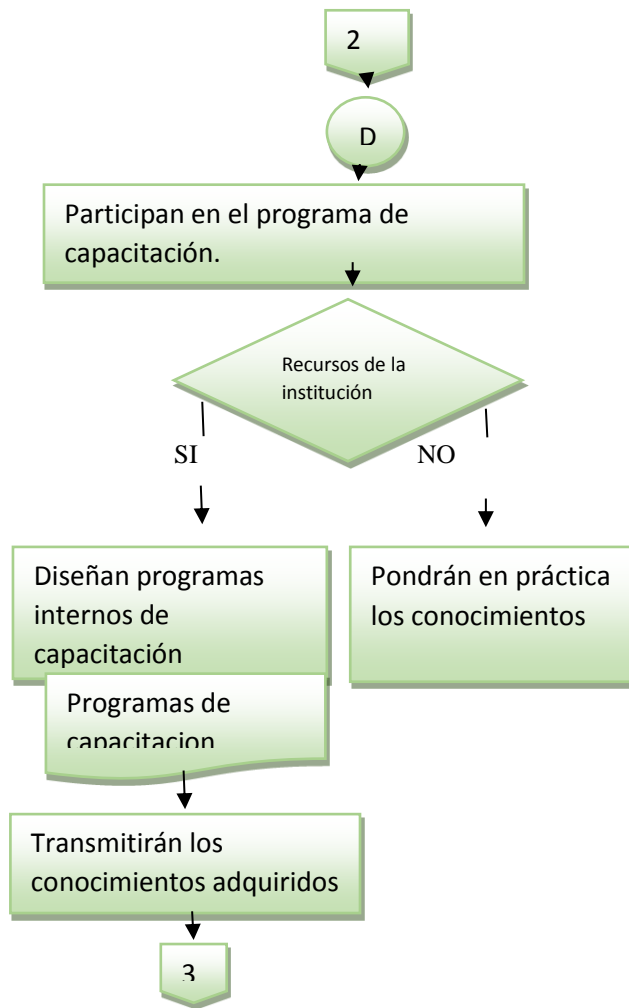 2
D
Participan en el programa de
capacitación.
Recursos de la
institución
SI
NO
Diseñan programas
internos de
capacitación
Pondrán en práctica
los conocimientos
Programas de
capacitacion
Transmitirán los
conocimientos adquiridos
3